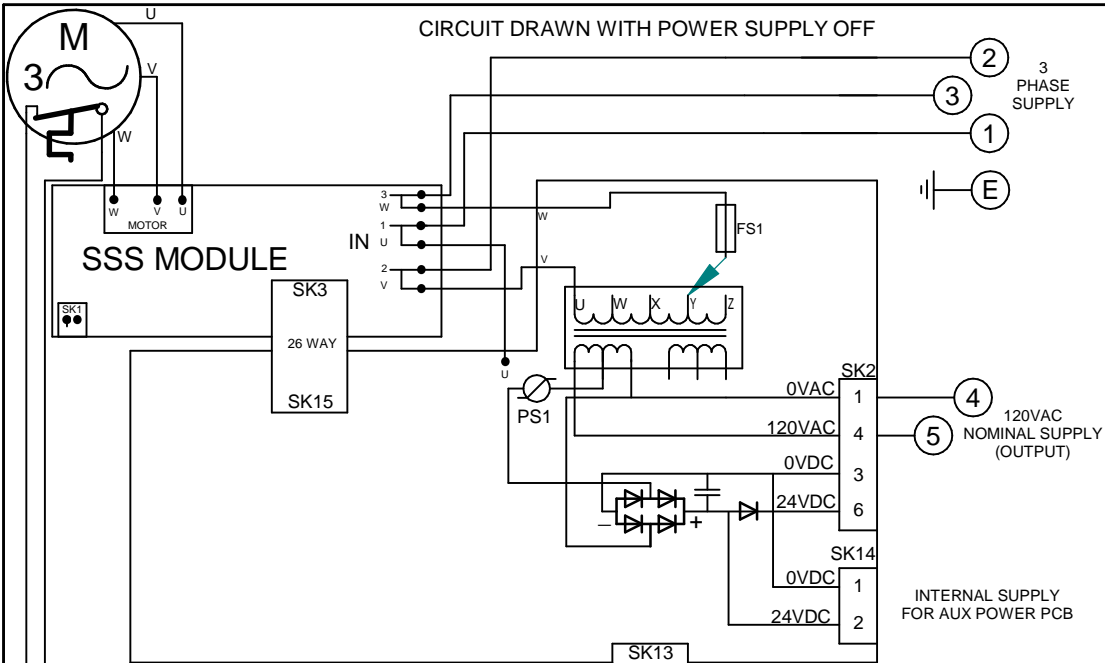 U
CIRCUIT DRAWN WITH POWER SUPPLY OFF
M
3
V
W
2
3
1
E
3
PHASE
SUPPLY
W
V
U
MOTOR
SSS MODULE
IN
3
W
1
U
2
V
W
V
FS1
SK1
SK3
26 WAY
SK15
U
W
X
Y
Z
U
PS1
SK2
0VAC
1
4
120VAC
4
5
120VAC
NOMINAL SUPPLY
(OUTPUT)
0VDC
3
24VDC
6
–
+
SK14
0VDC
1
24VDC
2
INTERNAL SUPPLY
FOR AUX POWER PCB
SK13